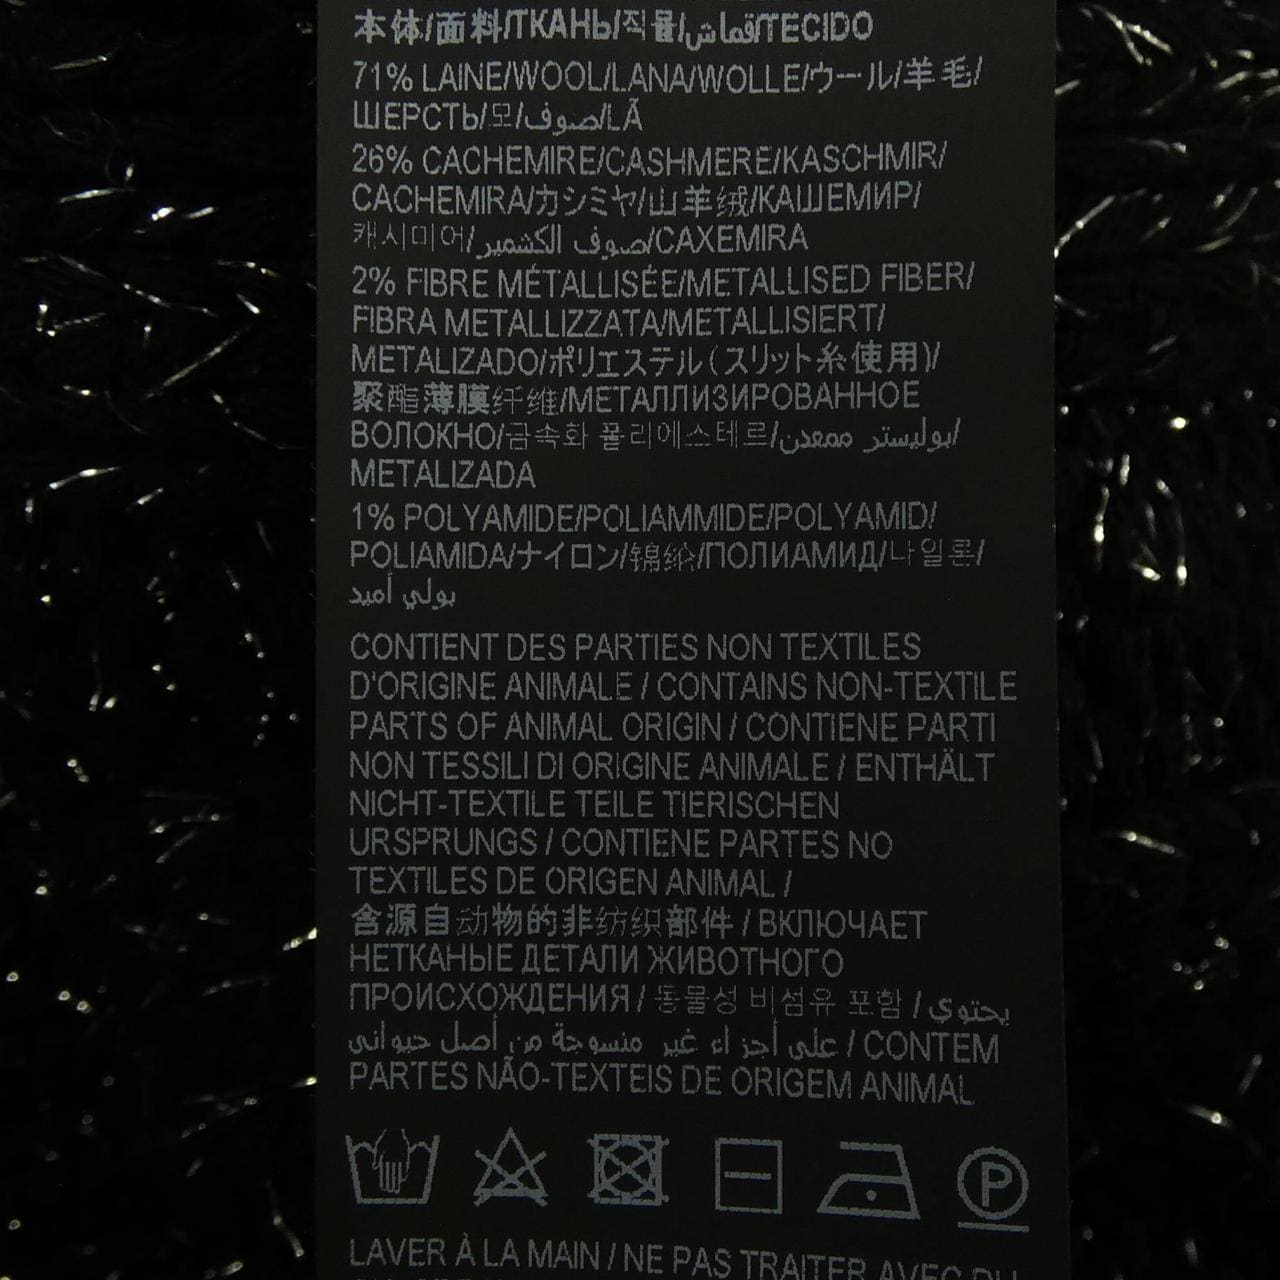 本体/面料/ТКАНЬ/직물/قماش/TECIDO
71% LAINE/WOOL/LANA/WOLLE/ウール/羊毛/
ШЕРСТЬ/모/صوف/LÃ
26% CACHEMIRE/CASHMERE/KASCHMIR/
CACHEMIRA/カシミヤ/山羊绒/КАШЕМИР/
캐시미어/صوف الكشمير/CAXEMIRA
2% FIBRE MÉTALLISÉE/METALLISED FIBER/
FIBRA METALLIZZATA/METALLISIERT/
METALIZADO/ポリエステル(スリット糸使用)/
聚酯薄膜纤维/МЕТАЛЛИЗИРОВАННОЕ
ВОЛОКНО/금속화 폴리에스테르/بوليستر ممعدن/
METALIZADA
1% POLYAMIDE/POLIAMMIDE/POLYAMID/
POLIAMIDA/ナイロン/锦纶/ПОЛИАМИД/나일론/
بولي أميد
CONTIENT DES PARTIES NON TEXTILES
D'ORIGINE ANIMALE / CONTAINS NON-TEXTILE
PARTS OF ANIMAL ORIGIN / CONTIENE PARTI
NON TESSILI DI ORIGINE ANIMALE / ENTHÄLT
NICHT-TEXTILE TEILE TIERISCHEN
URSPRUNGS / CONTIENE PARTES NO
TEXTILES DE ORIGEN ANIMAL /
含源自动物的非纺织部件 / ВКЛЮЧАЕТ
НЕТКАНЫЕ ДЕТАЛИ ЖИВОТНОГО
ПРОИСХОЖДЕНИЯ / 동물성 비섬유 포함 / يحتوي
على أجزاء غير منسوجة من أصل حيواني / CONTEM
PARTES NÃO-TEXTEIS DE ORIGEM ANIMAL
P
LAVER À LA MAIN / NE PAS TRAITER AVEC DU